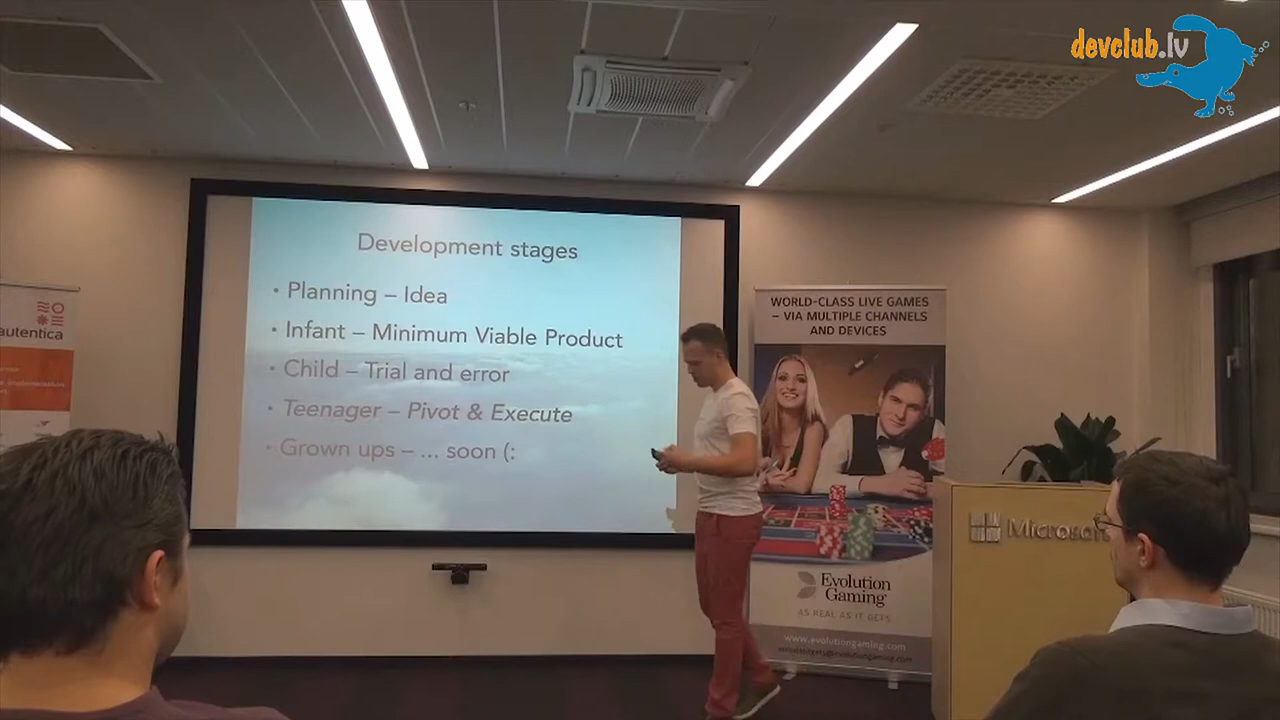 devclub.lv
Development stages
• Planning – Idea
• Infant – Minimum Viable Product
• Child – Trial and error
• Teenager – Pivot & Execute
• Grown ups – ... soon (:
autentica
WORLD-CLASS LIVE GAMES
– VIA MULTIPLE CHANNELS
AND DEVICES
Evolution
Gaming
AS REAL AS IT GETS
www.evolutiongaming.com
Microsoft